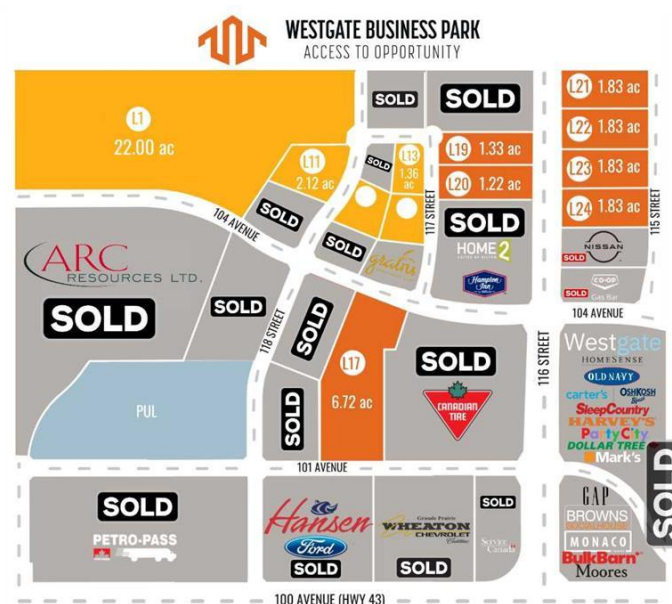 WESTGATE BUSINESS PARK
ACCESS TO OPPORTUNITY
L1
22.00 ac
SOLD
SOLD
L21 1.83 ac
L22 1.83 ac
L23 1.83 ac
L24 1.83 ac
L11
2.12 ac
SOLD
L13
1.36
ac
L19 1.33 ac
L20 1.22 ac
117 STREET
115 STREET
104 AVENUE
SOLD
SOLD
SOLD
HOME2
Hampton
Inn
NISSAN
SOLD
CO-OP
SOLD
Gas Bar
104 AVENUE
ARC
RESOURCES LTD.
SOLD
SOLD
118 STREET
SOLD
L17
6.72 ac
SOLD
CANADIAN
TIRE
116 STREET
Westgate
HOMESENSE
OLD NAVY
carter's
OSHKOSH
SleepCountry
HARVEY'S
PartyCity
DOLLAR TREE
Mark's
PUL
SOLD
101 AVENUE
SOLD
PETRO-PASS
Hansen
Ford
SOLD
Grande Prairie
WHEATON
CHEVROLET
Cadillac
SOLD
SOLD
Service
Canada
GAP
BROWNS
MONACO
BulkBarn
Moores
SOLD
100 AVENUE (HWY 43)